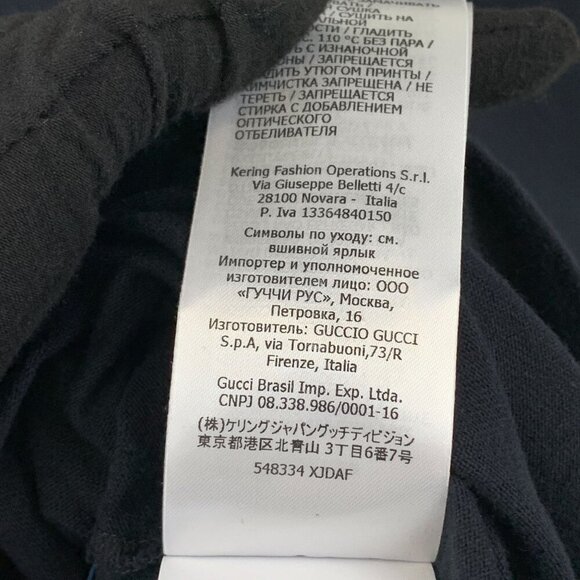 СУШКА
СУШИТЬ НА
ГЛАДИТЬ
110 °C БЕЗ ПАРА /
С ИЗНАНОЧНОЙ
ЗАПРЕЩАЕТСЯ
УТЮГОМ ПРИНТЫ /
ХИМЧИСТКА ЗАПРЕЩЕНА / НЕ
ТЕРЕТЬ / ЗАПРЕЩАЕТСЯ
СТИРКА С ДОБАВЛЕНИЕМ
ОПТИЧЕСКОГО
ОТБЕЛИВАТЕЛЯ
Kering Fashion Operations S.r.l.
Via Giuseppe Belletti 4/c
28100 Novara - Italia
P. Iva 13364840150
Символы по уходу: см.
вшивной ярлык
Импортер и уполномоченное
изготовителем лицо: ООО
«ГУЧЧИ РУС», Москва,
Петровка, 16
Изготовитель: GUCCIO GUCCI
S.p.A, via Tornabuoni,73/R
Firenze, Italia
Gucci Brasil Imp. Exp. Ltda.
CNPJ 08.338.986/0001-16
(株)ケリングジャパングッチディビジョン
東京都港区北青山 3丁目6番7号
548334 XJDAF